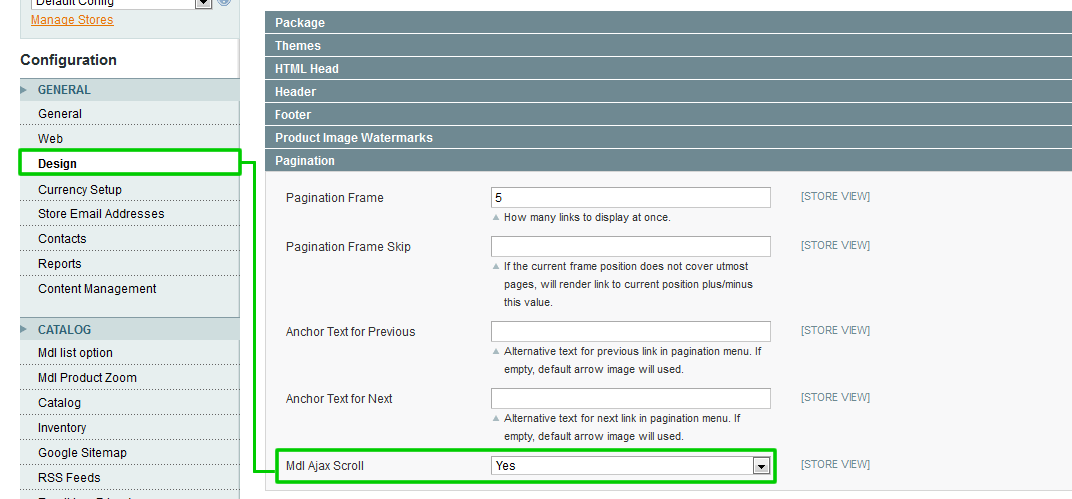 Default Config
Manage Stores
Configuration
GENERAL
General
Web
Design
Currency Setup
Store Email Addresses
Contacts
Reports
Content Management
CATALOG
Mdl list option
Mdl Product Zoom
Catalog
Inventory
Google Sitemap
RSS Feeds
Package
Themes
HTML Head
Header
Footer
Product Image Watermarks
Pagination
Pagination Frame 5 [STORE VIEW]
How many links to display at once.
Pagination Frame Skip [STORE VIEW]
If the current frame position does not cover utmost
pages, will render link to current position plus/minus
this value.
Anchor Text for Previous [STORE VIEW]
Alternative text for previous link in pagination menu. If
empty, default arrow image will used.
Anchor Text for Next [STORE VIEW]
Alternative text for next link in pagination menu. If
empty, default arrow image will used.
Mdl Ajax Scroll Yes [STORE VIEW]